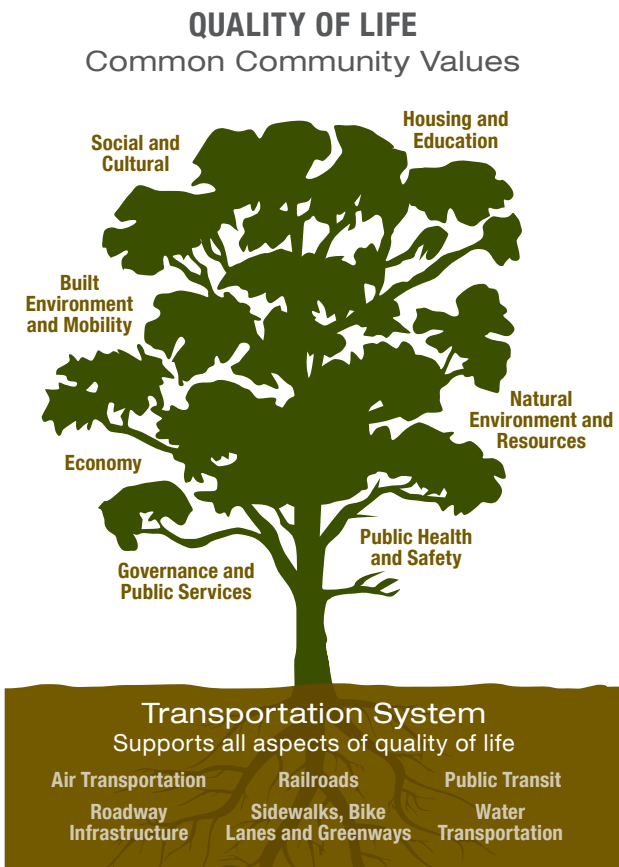 QUALITY OF LIFE
Common Community Values
Social and
Cultural
Housing and
Education
Built
Environment
and Mobility
Natural
Environment and
Resources
Economy
Public Health
and Safety
Governance and
Public Services
Transportation System
Supports all aspects of quality of life
Air Transportation
Railroads
Public Transit
Roadway
Infrastructure
Sidewalks, Bike
Lanes and Greenways
Water
Transportation